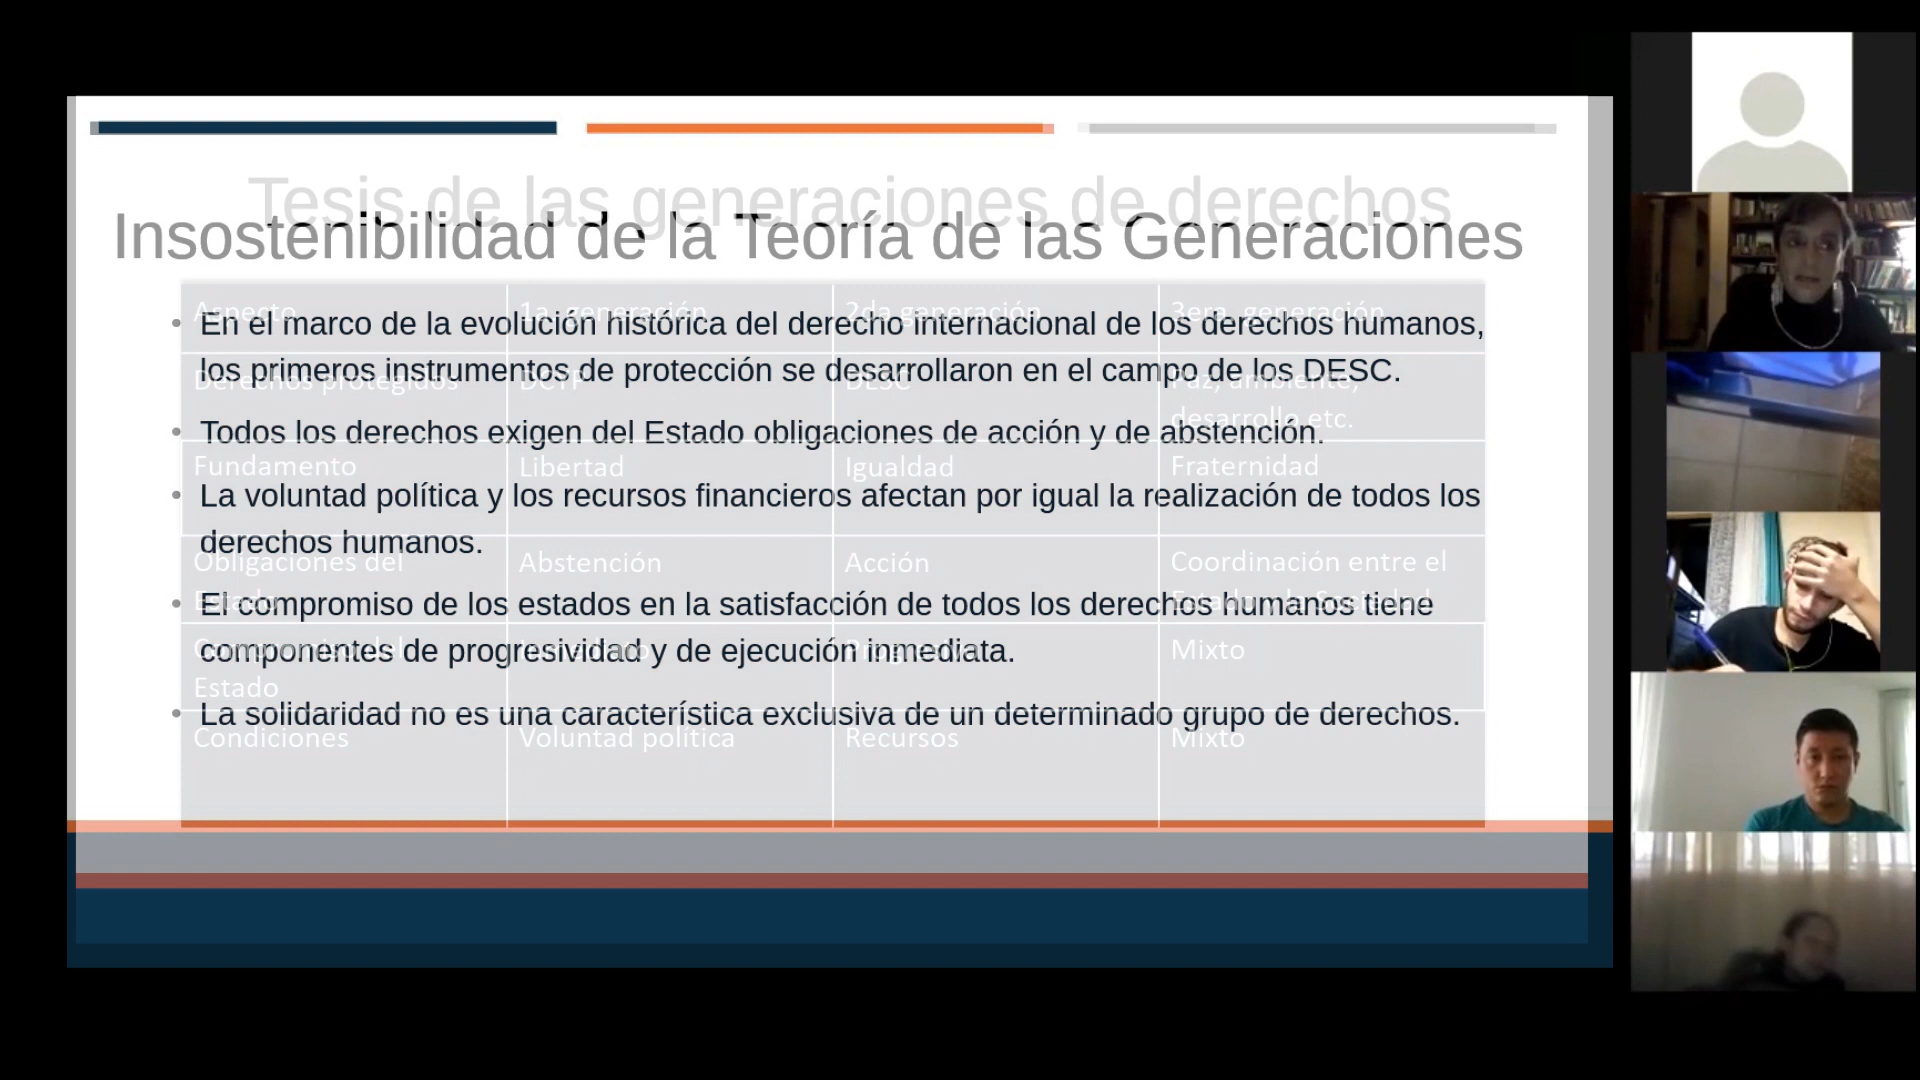 Tesis de las generaciones de derechos
Insostenibilidad de la Teoría de las Generaciones
• En el marco de la evolución histórica del derecho internacional de los derechos humanos,
los primeros instrumentos de protección se desarrollaron en el campo de los DESC.
• Todos los derechos exigen del Estado obligaciones de acción y de abstención.
• La voluntad política y los recursos financieros afectan por igual la realización de todos los
derechos humanos.
• El compromiso de los estados en la satisfacción de todos los derechos humanos tiene
componentes de progresividad y de ejecución inmediata.
• La solidaridad no es una característica exclusiva de un determinado grupo de derechos.
Aspecto 1a. generación 2da generación 3era. generación
Derechos protegidos DCYP DESC Paz, ambiente,
desarrollo etc.
Fundamento Libertad Igualdad Fraternidad
Obligaciones del Abstención Acción Coordinación entre el
Estado Estado y la Sociedad
Compromiso del Inmediato Progresivo Mixto
Estado
Condiciones Voluntad política Recursos Mixto